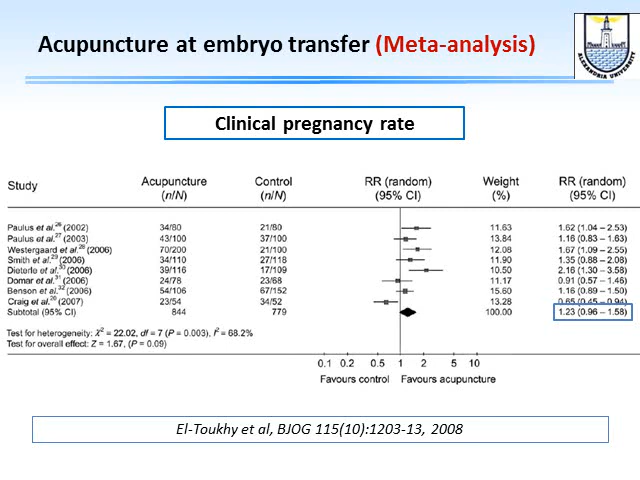 Acupuncture at embryo transfer (Meta-analysis)
ALEXANDRIA UNIVERSITY
Clinical pregnancy rate
Study Acupuncture (n/N) Control (n/N) RR (random) (95% CI) Weight (%) RR (random) (95% CI)
Paulus et al.26 (2002) 34/80 21/80 11.63 1.62 (1.04 – 2.53)
Paulus et al.27 (2003) 43/100 37/100 13.84 1.16 (0.83 – 1.63)
Westergaard et al.28 (2006) 70/200 21/100 12.08 1.67 (1.09 – 2.55)
Smith et al.29 (2006) 34/110 27/118 11.90 1.35 (0.88 – 2.08)
Dieterle et al.30 (2006) 39/116 17/109 10.50 2.16 (1.30 – 3.58)
Domar et al.31 (2006) 24/78 23/68 11.17 0.91 (0.57 – 1.46)
Benson et al.32 (2006) 54/106 67/152 15.60 1.16 (0.89 – 1.50)
Craig et al.20 (2007) 23/54 34/52 13.28 0.65 (0.45 – 0.94)
Subtotal (95% CI) 844 779 100.00 1.23 (0.96 – 1.58)
Test for heterogeneity: χ2 = 22.02, df = 7 (P = 0.003), I2 = 68.2%
Test for overall effect: Z = 1.67, (P = 0.09)
0.1 0.2 0.5 1 2 5 10
Favours control Favours acupuncture
El-Toukhy et al, BJOG 115(10):1203-13, 2008